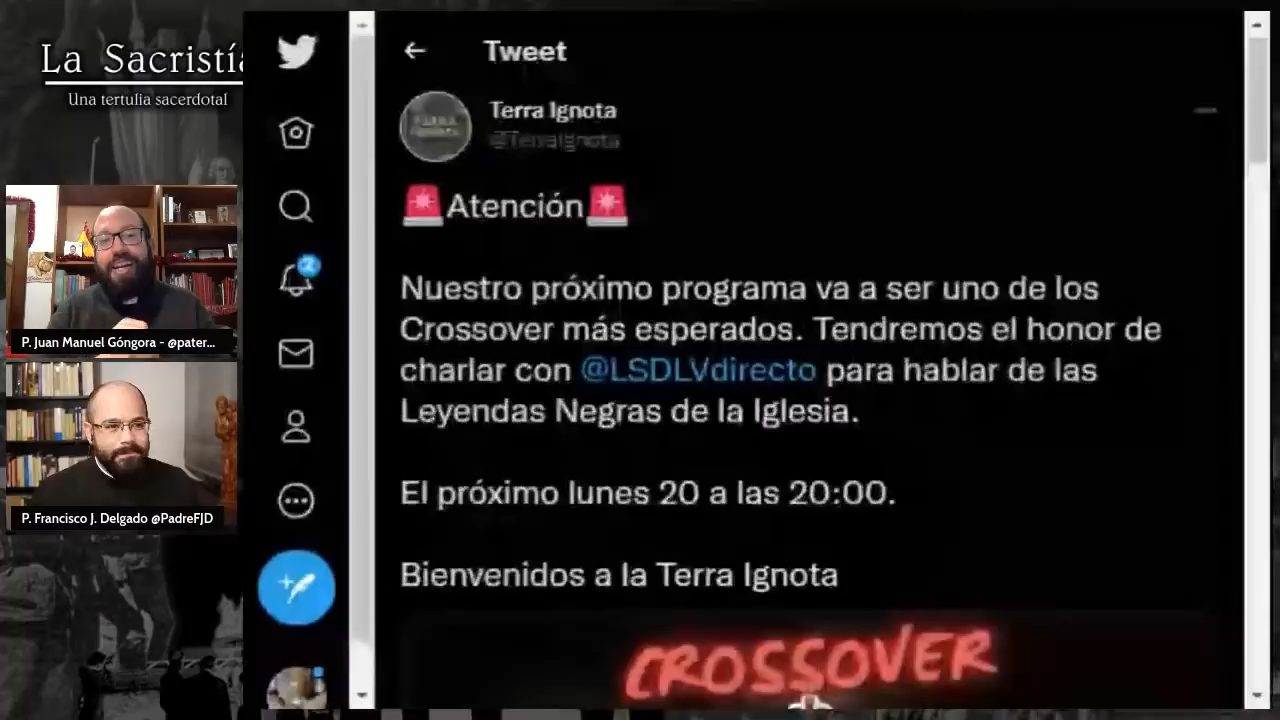 La Sacristía
Una tertulia sacerdotal
P. Juan Manuel Góngora - @pater...
P. Francisco J. Delgado @PadreFJD
Tweet
Terra Ignota
@TerraIgnota
🚨Atención🚨
Nuestro próximo programa va a ser uno de los
Crossover más esperados. Tendremos el honor de
charlar con @LSDLVdirecto para hablar de las
Leyendas Negras de la Iglesia.
El próximo lunes 20 a las 20:00.
Bienvenidos a la Terra Ignota
CROSSOVER